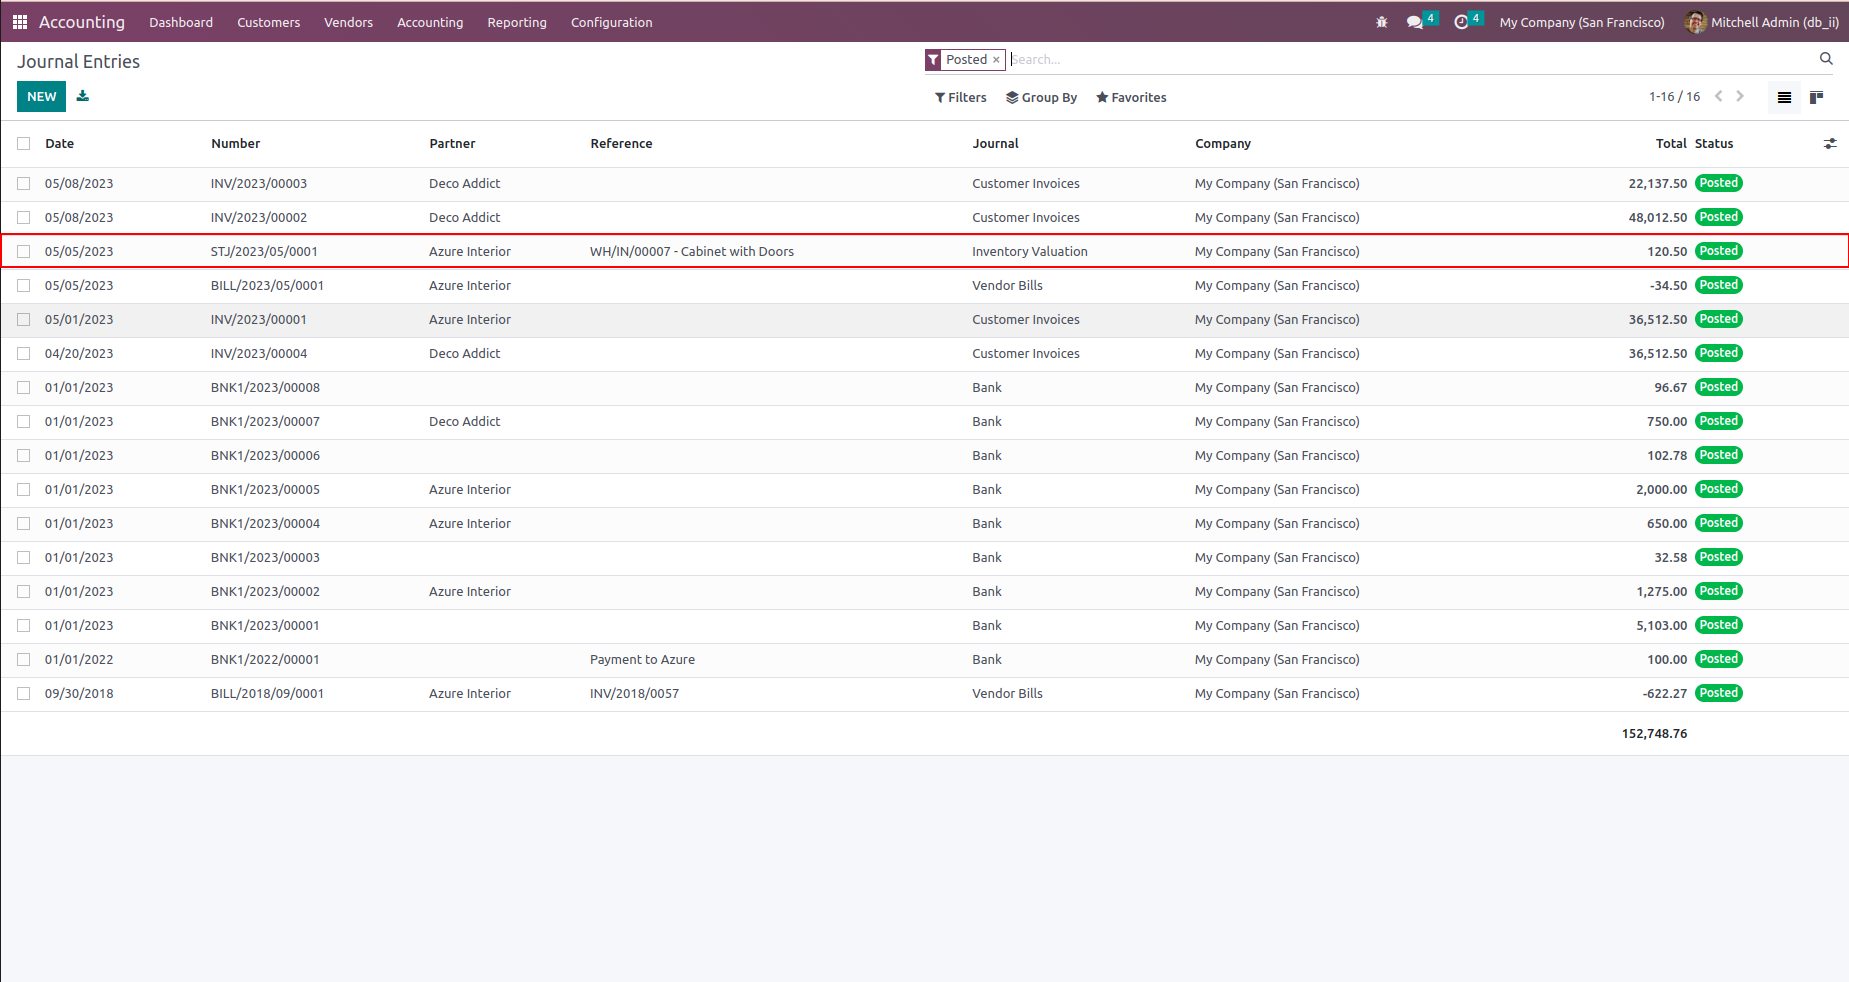 Accounting Dashboard Customers Vendors Accounting Reporting Configuration 4 4 My Company (San Francisco) Mitchell Admin (db_ii)
Journal Entries Posted × Search...
NEW Filters Group By Favorites 1-16 / 16
Date Number Partner Reference Journal Company Total Status
05/08/2023 INV/2023/00003 Deco Addict Customer Invoices My Company (San Francisco) 22,137.50 Posted
05/08/2023 INV/2023/00002 Deco Addict Customer Invoices My Company (San Francisco) 48,012.50 Posted
05/05/2023 STJ/2023/05/0001 Azure Interior WH/IN/00007 - Cabinet with Doors Inventory Valuation My Company (San Francisco) 120.50 Posted
05/05/2023 BILL/2023/05/0001 Azure Interior Vendor Bills My Company (San Francisco) -34.50 Posted
05/01/2023 INV/2023/00001 Azure Interior Customer Invoices My Company (San Francisco) 36,512.50 Posted
04/20/2023 INV/2023/00004 Deco Addict Customer Invoices My Company (San Francisco) 36,512.50 Posted
01/01/2023 BNK1/2023/00008 Bank My Company (San Francisco) 96.67 Posted
01/01/2023 BNK1/2023/00007 Deco Addict Bank My Company (San Francisco) 750.00 Posted
01/01/2023 BNK1/2023/00006 Bank My Company (San Francisco) 102.78 Posted
01/01/2023 BNK1/2023/00005 Azure Interior Bank My Company (San Francisco) 2,000.00 Posted
01/01/2023 BNK1/2023/00004 Azure Interior Bank My Company (San Francisco) 650.00 Posted
01/01/2023 BNK1/2023/00003 Bank My Company (San Francisco) 32.58 Posted
01/01/2023 BNK1/2023/00002 Azure Interior Bank My Company (San Francisco) 1,275.00 Posted
01/01/2023 BNK1/2023/00001 Bank My Company (San Francisco) 5,103.00 Posted
01/01/2022 BNK1/2022/00001 Payment to Azure Bank My Company (San Francisco) 100.00 Posted
09/30/2018 BILL/2018/09/0001 Azure Interior INV/2018/0057 Vendor Bills My Company (San Francisco) -622.27 Posted
152,748.76